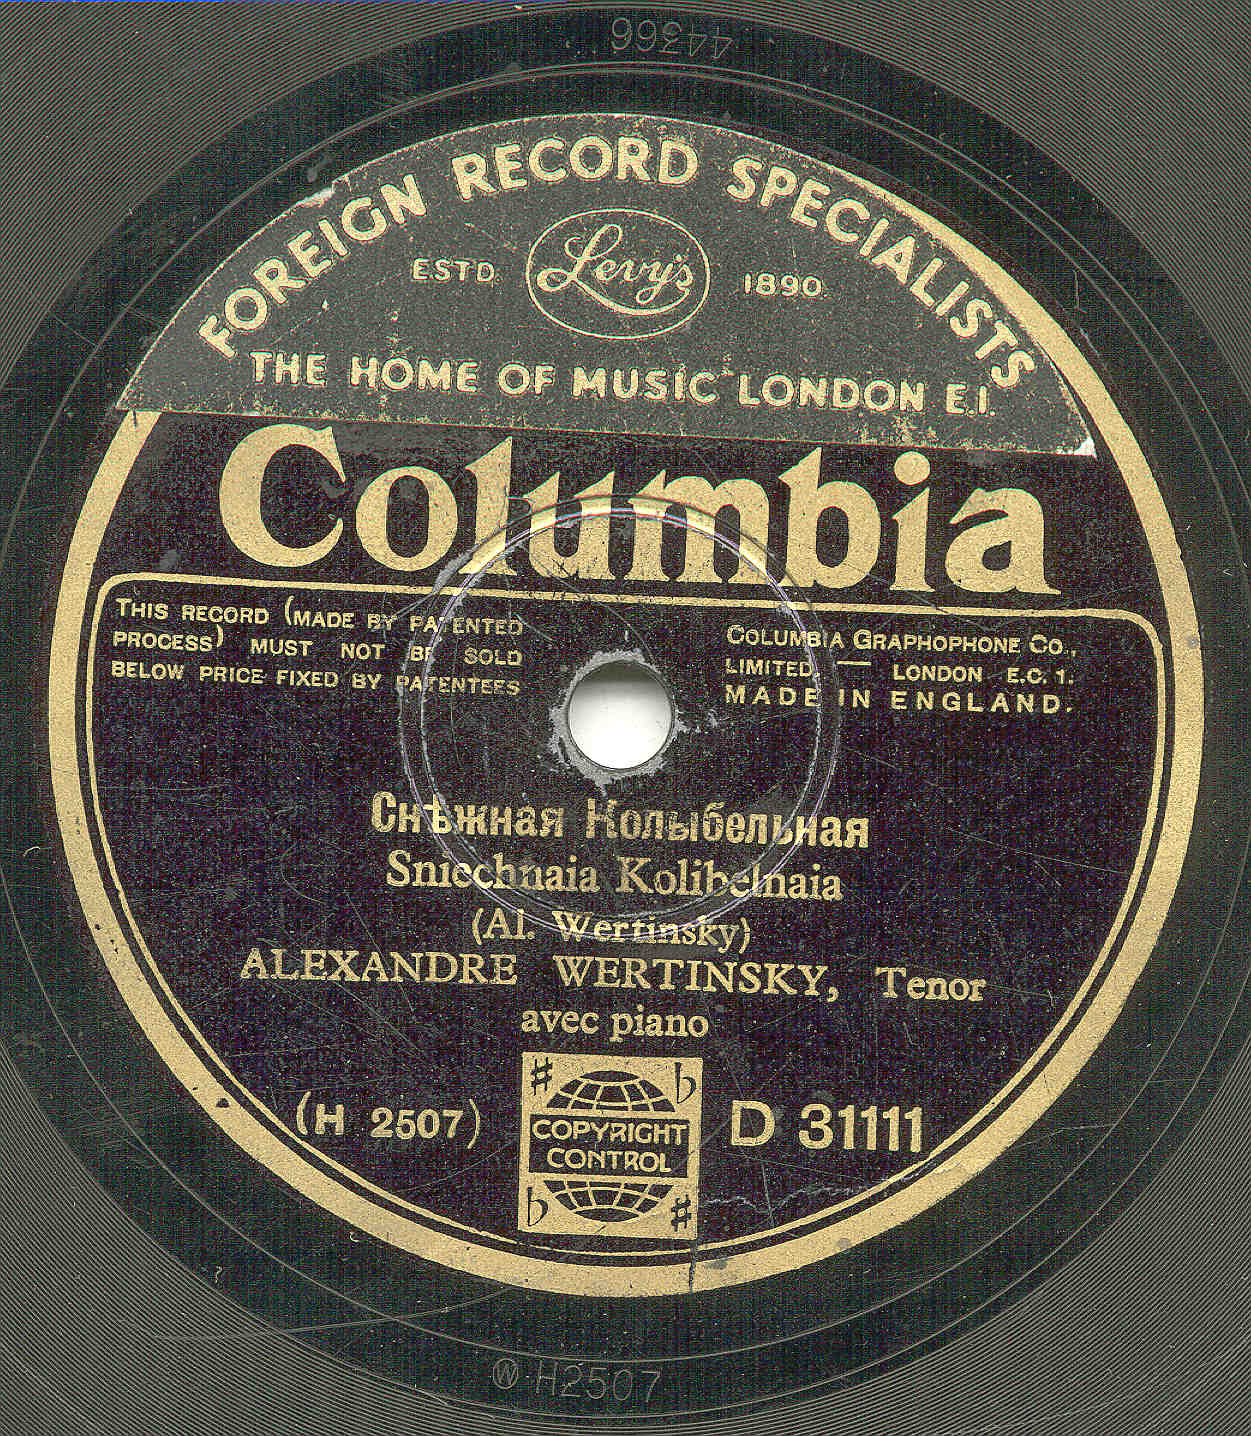 44366
FOREIGN RECORD SPECIALISTS
ESTD Levy's 1890
THE HOME OF MUSIC LONDON E.1.
Columbia
THIS RECORD (MADE BY PATENTED
PROCESS) MUST NOT BE SOLD
BELOW PRICE FIXED BY PATENTEES
COLUMBIA GRAPHOPHONE CO.,
LIMITED — LONDON E.C.1.
MADE IN ENGLAND.
Снѣжная Колыбельная
Sniechnaia Kolibelnaia
(Al. Wertinsky)
ALEXANDRE WERTINSKY, Tenor
avec piano
(H 2507)
♯ ♭
COPYRIGHT
CONTROL
♭ ♯
D 31111
Ⓦ H2507